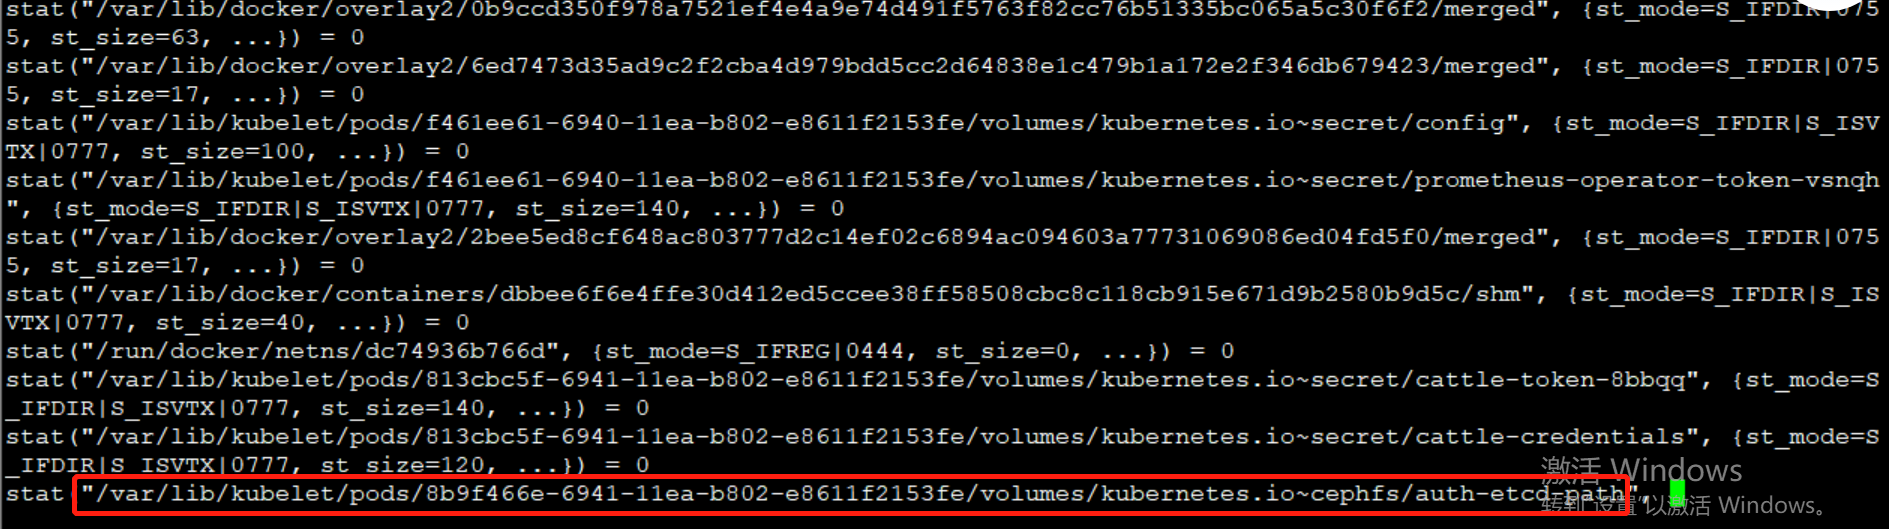 stat("/var/lib/docker/overlay2/0b9ccd350f978a7521ef4e4a9e74d491f5763f82cc76b51335bc065a5c30f6f2/merged", {st_mode=S_IFDIR|075
5, st_size=63, ...}) = 0
stat("/var/lib/docker/overlay2/6ed7473d35ad9c2f2cba4d979bdd5cc2d64838e1c479b1a172e2f346db679423/merged", {st_mode=S_IFDIR|075
5, st_size=17, ...}) = 0
stat("/var/lib/kubelet/pods/f461ee61-6940-11ea-b802-e8611f2153fe/volumes/kubernetes.io~secret/config", {st_mode=S_IFDIR|S_ISV
TX|0777, st_size=100, ...}) = 0
stat("/var/lib/kubelet/pods/f461ee61-6940-11ea-b802-e8611f2153fe/volumes/kubernetes.io~secret/prometheus-operator-token-vsnqh
", {st_mode=S_IFDIR|S_ISVTX|0777, st_size=140, ...}) = 0
stat("/var/lib/docker/overlay2/2bee5ed8cf648ac803777d2c14ef02c6894ac094603a77731069086ed04fd5f0/merged", {st_mode=S_IFDIR|075
5, st_size=17, ...}) = 0
stat("/var/lib/docker/containers/dbbee6f6e4ffe30d412ed5ccee38ff58508cbc8c118cb915e671d9b2580b9d5c/shm", {st_mode=S_IFDIR|S_IS
VTX|0777, st_size=40, ...}) = 0
stat("/run/docker/netns/dc74936b766d", {st_mode=S_IFREG|0444, st_size=0, ...}) = 0
stat("/var/lib/kubelet/pods/813cbc5f-6941-11ea-b802-e8611f2153fe/volumes/kubernetes.io~secret/cattle-token-8bbqq", {st_mode=S
_IFDIR|S_ISVTX|0777, st_size=140, ...}) = 0
stat("/var/lib/kubelet/pods/813cbc5f-6941-11ea-b802-e8611f2153fe/volumes/kubernetes.io~secret/cattle-credentials", {st_mode=S
_IFDIR|S_ISVTX|0777, st_size=120, ...}) = 0
stat("/var/lib/kubelet/pods/8b9f466e-6941-11ea-b802-e8611f2153fe/volumes/kubernetes.io~cephfs/auth-etcd-path",
激活 Windows
转到"设置"以激活 Windows。